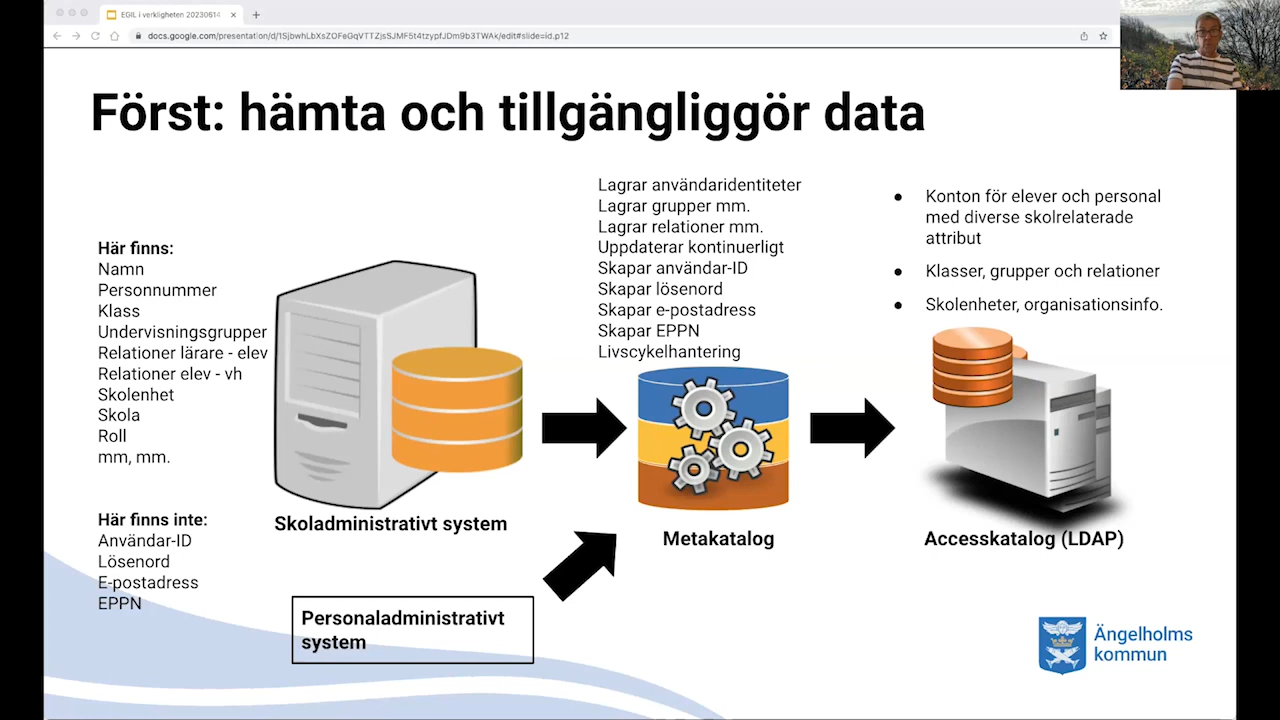 EGIL i verkligheten 20230614
docs.google.com/presentation/d/1SjbwhLbXsZOFeGqVTTZjsSJMF5t4tzypfJDm9b3TWAk/edit#slide=id.p12
Först: hämta och tillgängliggör data
Här finns:
Namn
Personnummer
Klass
Undervisningsgrupper
Relationer lärare - elev
Relationer elev - vh
Skolenhet
Skola
Roll
mm, mm.
Här finns inte:
Användar-ID
Lösenord
E-postadress
EPPN
Skoladministrativt system
Personaladministrativt
system
Lagrar användaridentiteter
Lagrar grupper mm.
Lagrar relationer mm.
Uppdaterar kontinuerligt
Skapar användar-ID
Skapar lösenord
Skapar e-postadress
Skapar EPPN
Livscykelhantering
Metakatalog
● Konton för elever och personal
med diverse skolrelaterade
attribut
● Klasser, grupper och relationer
● Skolenheter, organisationsinfo.
Accesskatalog (LDAP)
Ängelholms
kommun